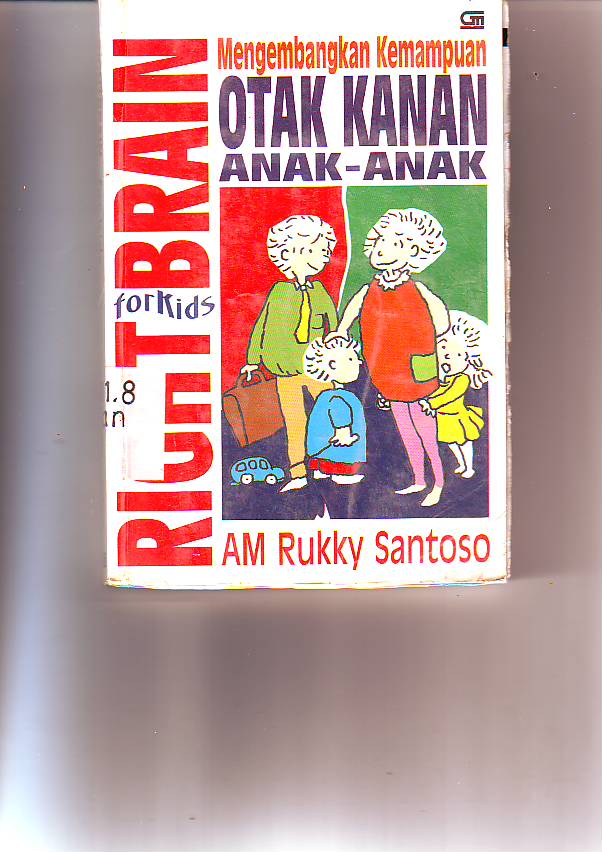 Mengembangkan Kemampuan
OTAK KANAN
ANAK-ANAK
RIGHT BRAIN
forkids
AM Rukky Santoso